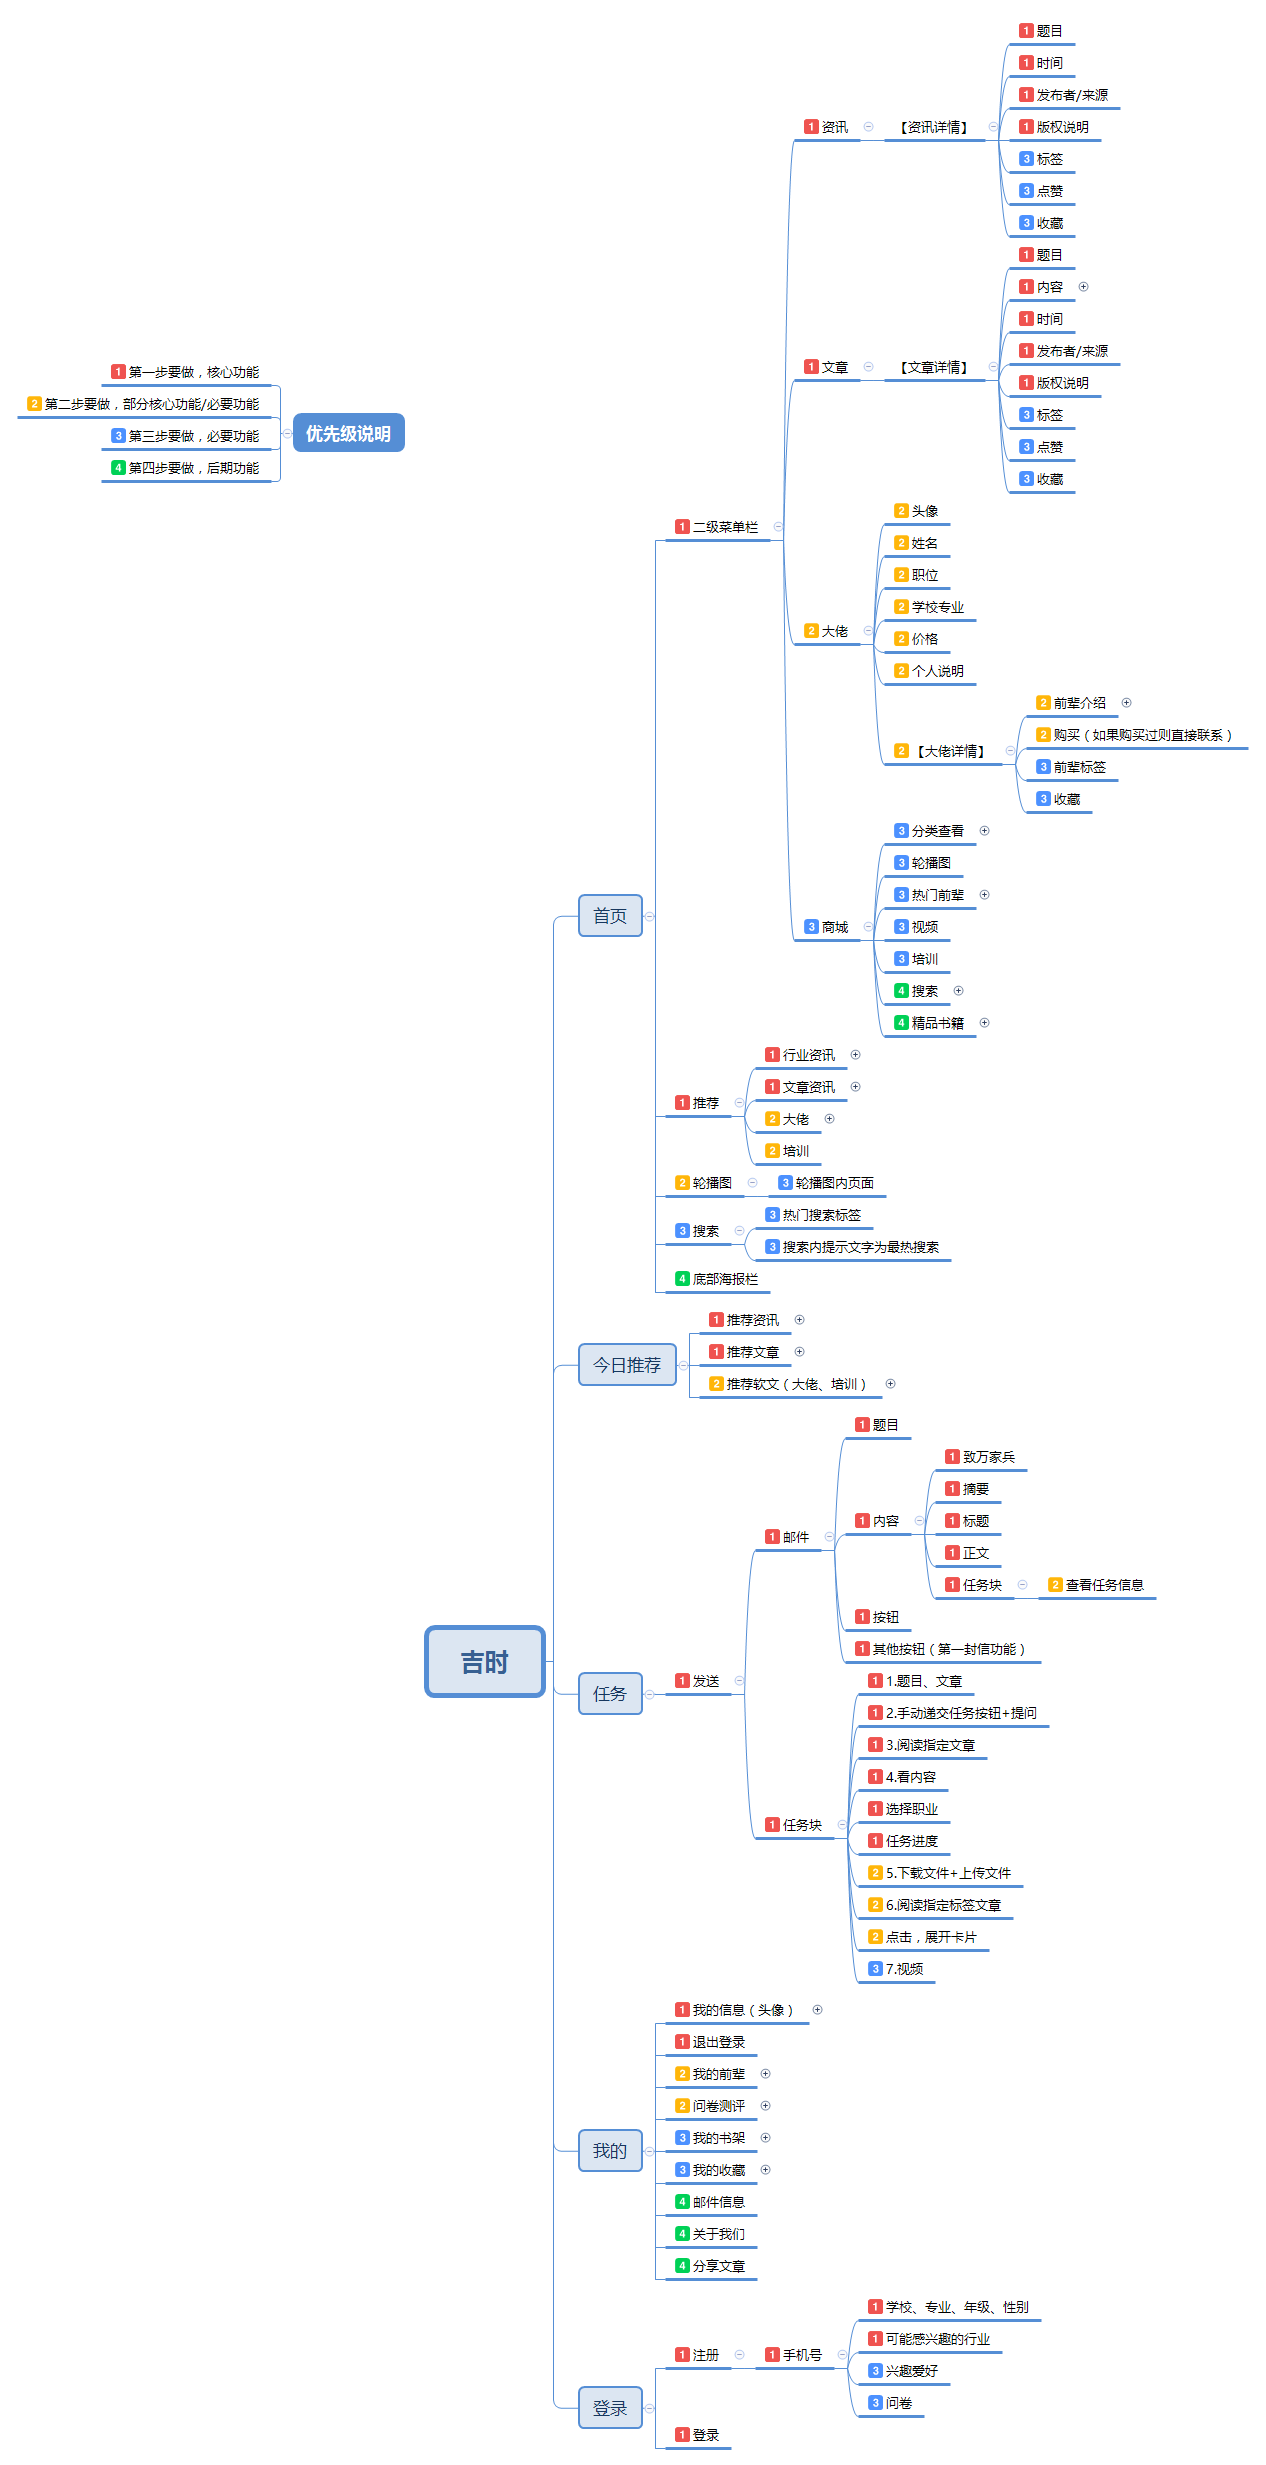 优先级说明
1 第一步要做，核心功能
2 第二步要做，部分核心功能/必要功能
3 第三步要做，必要功能
4 第四步要做，后期功能
吉时
首页
1 二级菜单栏
1 资讯
【资讯详情】
1 题目
1 时间
1 发布者/来源
1 版权说明
3 标签
3 点赞
3 收藏
1 文章
【文章详情】
1 题目
1 内容
1 时间
1 发布者/来源
1 版权说明
3 标签
3 点赞
3 收藏
2 大佬
2 头像
2 姓名
2 职位
2 学校专业
2 价格
2 个人说明
2 【大佬详情】
2 前辈介绍
2 购买（如果购买过则直接联系）
3 前辈标签
3 收藏
3 商城
3 分类查看
3 轮播图
3 热门前辈
3 视频
3 培训
4 搜索
4 精品书籍
1 推荐
1 行业资讯
1 文章资讯
2 大佬
2 培训
2 轮播图
3 轮播图内页面
3 搜索
3 热门搜索标签
3 搜索内提示文字为最热搜索
4 底部海报栏
今日推荐
1 推荐资讯
1 推荐文章
2 推荐软文（大佬、培训）
任务
1 发送
1 邮件
1 题目
1 内容
1 致万家兵
1 摘要
1 标题
1 正文
1 任务块
2 查看任务信息
1 按钮
1 其他按钮（第一封信功能）
1 任务块
1 1.题目、文章
1 2.手动递交任务按钮+提问
1 3.阅读指定文章
1 4.看内容
1 选择职业
1 任务进度
2 5.下载文件+上传文件
2 6.阅读指定标签文章
2 点击，展开卡片
3 7.视频
我的
1 我的信息（头像）
1 退出登录
2 我的前辈
2 问卷测评
3 我的书架
3 我的收藏
4 邮件信息
4 关于我们
4 分享文章
登录
1 注册
1 手机号
1 学校、专业、年级、性别
1 可能感兴趣的行业
3 兴趣爱好
3 问卷
1 登录